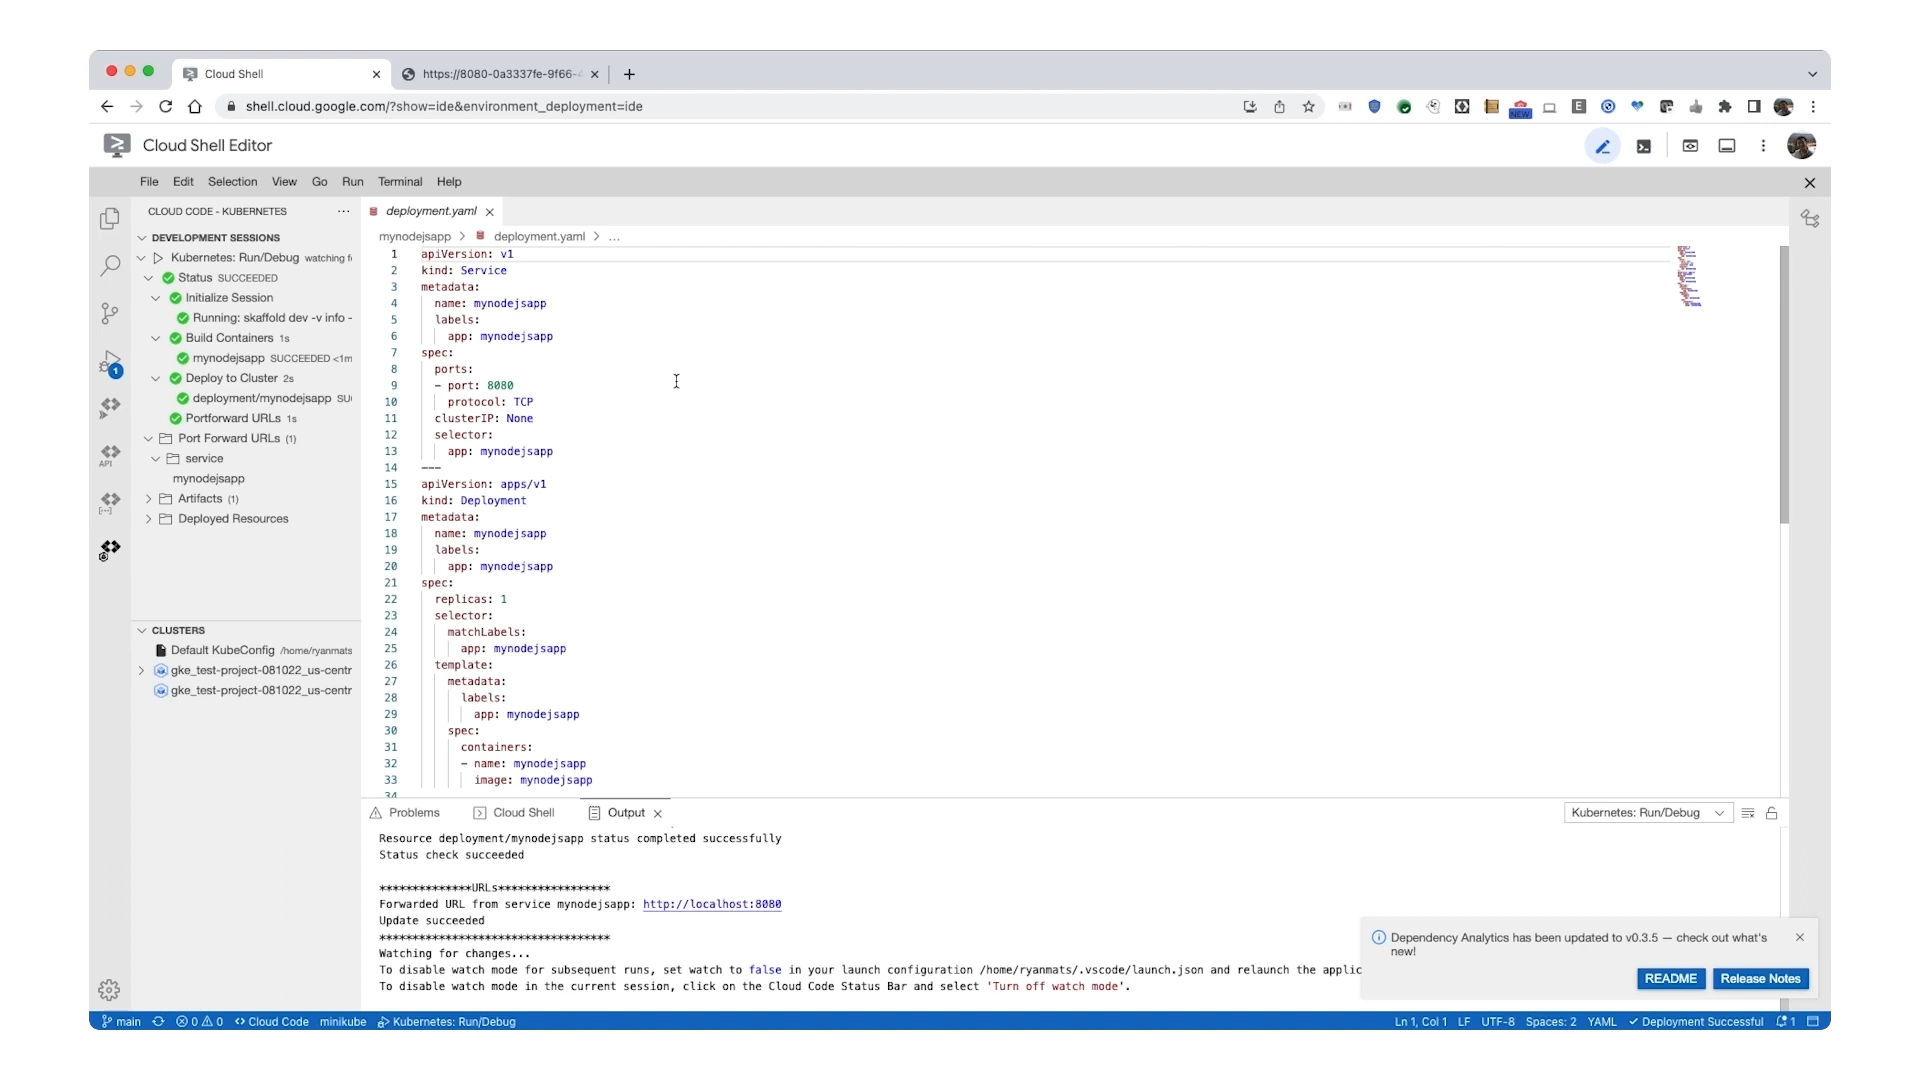 Cloud Shell
https://8080-0a3337fe-9f66-
shell.cloud.google.com/?show=ide&environment_deployment=ide
NEW
E
Cloud Shell Editor
File Edit Selection View Go Run Terminal Help
CLOUD CODE - KUBERNETES
DEVELOPMENT SESSIONS
Kubernetes: Run/Debug watching f
Status SUCCEEDED
Initialize Session
Running: skaffold dev -v info -
Build Containers 1s
mynodejsapp SUCCEEDED <1m
Deploy to Cluster 2s
deployment/mynodejsapp SU
Portforward URLs 1s
Port Forward URLs (1)
service
mynodejsapp
Artifacts (1)
Deployed Resources
1
API
CLUSTERS
Default KubeConfig /home/ryanmats
gke_test-project-081022_us-centr
gke_test-project-081022_us-centr
deployment.yaml
mynodejsapp > deployment.yaml > ...
1 apiVersion: v1
2 kind: Service
3 metadata:
4 name: mynodejsapp
5 labels:
6 app: mynodejsapp
7 spec:
8 ports:
9 - port: 8080
10 protocol: TCP
11 clusterIP: None
12 selector:
13 app: mynodejsapp
14 ---
15 apiVersion: apps/v1
16 kind: Deployment
17 metadata:
18 name: mynodejsapp
19 labels:
20 app: mynodejsapp
21 spec:
22 replicas: 1
23 selector:
24 matchLabels:
25 app: mynodejsapp
26 template:
27 metadata:
28 labels:
29 app: mynodejsapp
30 spec:
31 containers:
32 - name: mynodejsapp
33 image: mynodejsapp
34
Problems Cloud Shell Output
Kubernetes: Run/Debug
Resource deployment/mynodejsapp status completed successfully
Status check succeeded
**************URLs*****************
Forwarded URL from service mynodejsapp: http://localhost:8080
Update succeeded
***********************************
Watching for changes...
To disable watch mode for subsequent runs, set watch to false in your launch configuration /home/ryanmats/.vscode/launch.json and relaunch the applic
To disable watch mode in the current session, click on the Cloud Code Status Bar and select 'Turn off watch mode'.
Dependency Analytics has been updated to v0.3.5 — check out what's
new!
README Release Notes
main 0 0 Cloud Code minikube Kubernetes: Run/Debug
Ln 1, Col 1 LF UTF-8 Spaces: 2 YAML Deployment Successful 1